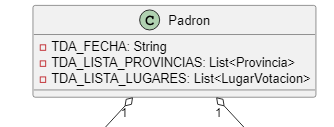 C Padron
TDA_FECHA: String
TDA_LISTA_PROVINCIAS: List<Provincia>
TDA_LISTA_LUGARES: List<LugarVotacion>
1 1